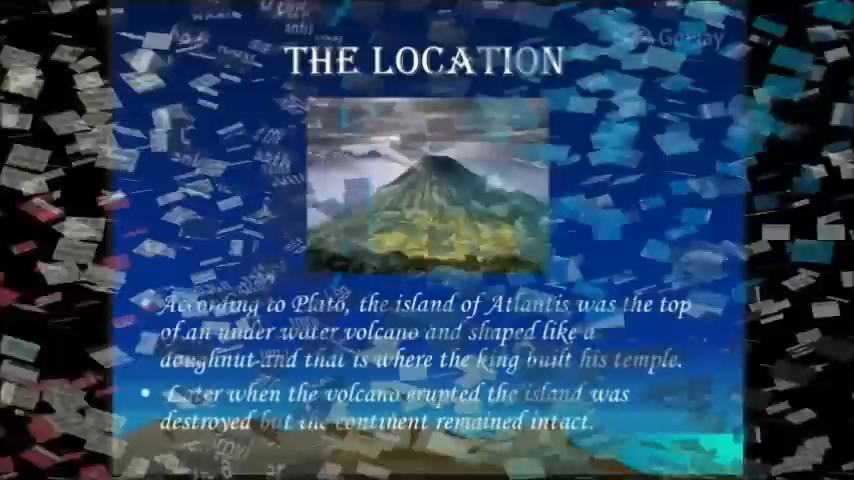 THE LOCATION
According to Plato, the island of Atlantis was the top
of an under water volcano and shaped like a
doughnut and that is where the king built his temple.
Later when the volcano erupted the island was
destroyed but the continent remained intact.